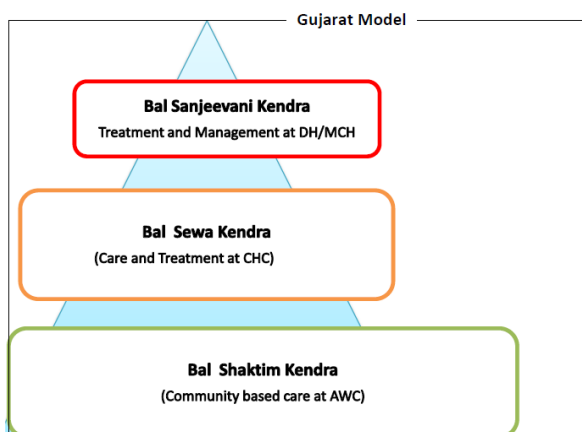 Gujarat Model
Bal Sanjeevani Kendra
Treatment and Management at DH/MCH
Bal Sewa Kendra
(Care and Treatment at CHC)
Bal Shaktim Kendra
(Community based care at AWC)